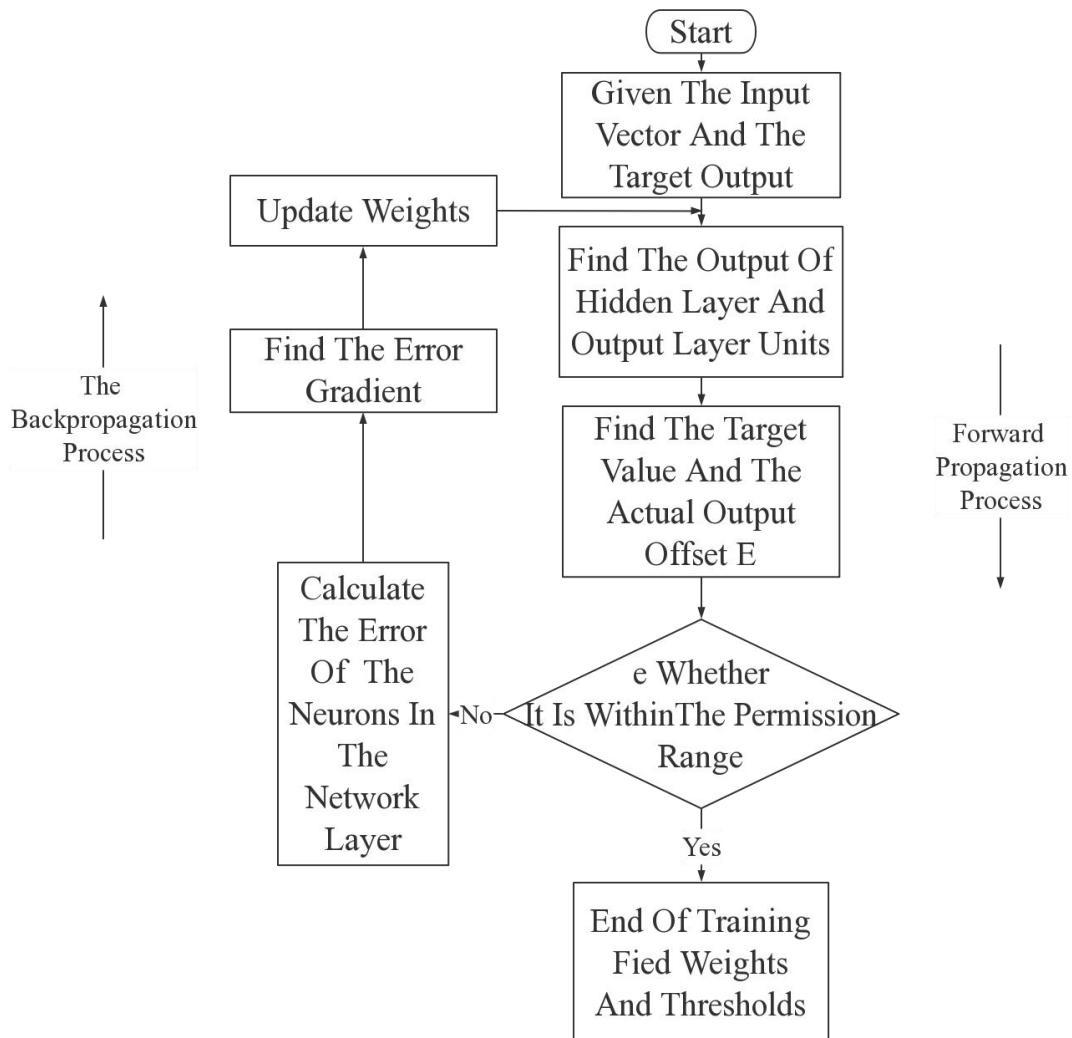 Start
Given The Input
Vector And The
Target Output
Update Weights
Find The Output Of
Hidden Layer And
Output Layer Units
Find The Error
Gradient
The
Backpropagation
Process
Find The Target
Value And The
Actual Output
Offset E
Forward
Propagation
Process
Calculate
The Error
Of The
Neurons In
The
Network
Layer
e Whether
It Is WithinThe Permission
Range
No
Yes
End Of Training
Fied Weights
And Thresholds